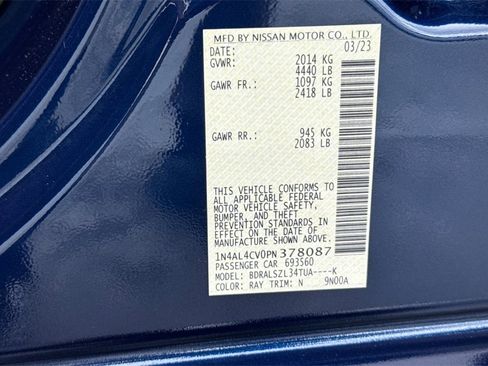 MFD BY NISSAN MOTOR CO., LTD.
DATE: 03/23
GVWR: 2014 KG
4440 LB
GAWR FR.: 1097 KG
2418 LB
GAWR RR.: 945 KG
2083 LB
THIS VEHICLE CONFORMS TO
ALL APPLICABLE FEDERAL
MOTOR VEHICLE SAFETY,
BUMPER, AND THEFT
PREVENTION STANDARDS IN
EFFECT ON THE DATE OF
MANUFACTURE SHOWN ABOVE.
1N4AL4CV0PN378087
PASSENGER CAR 693560
MODEL: BDRALSZL34TUA----K
COLOR: RAY TRIM: N 9N00A